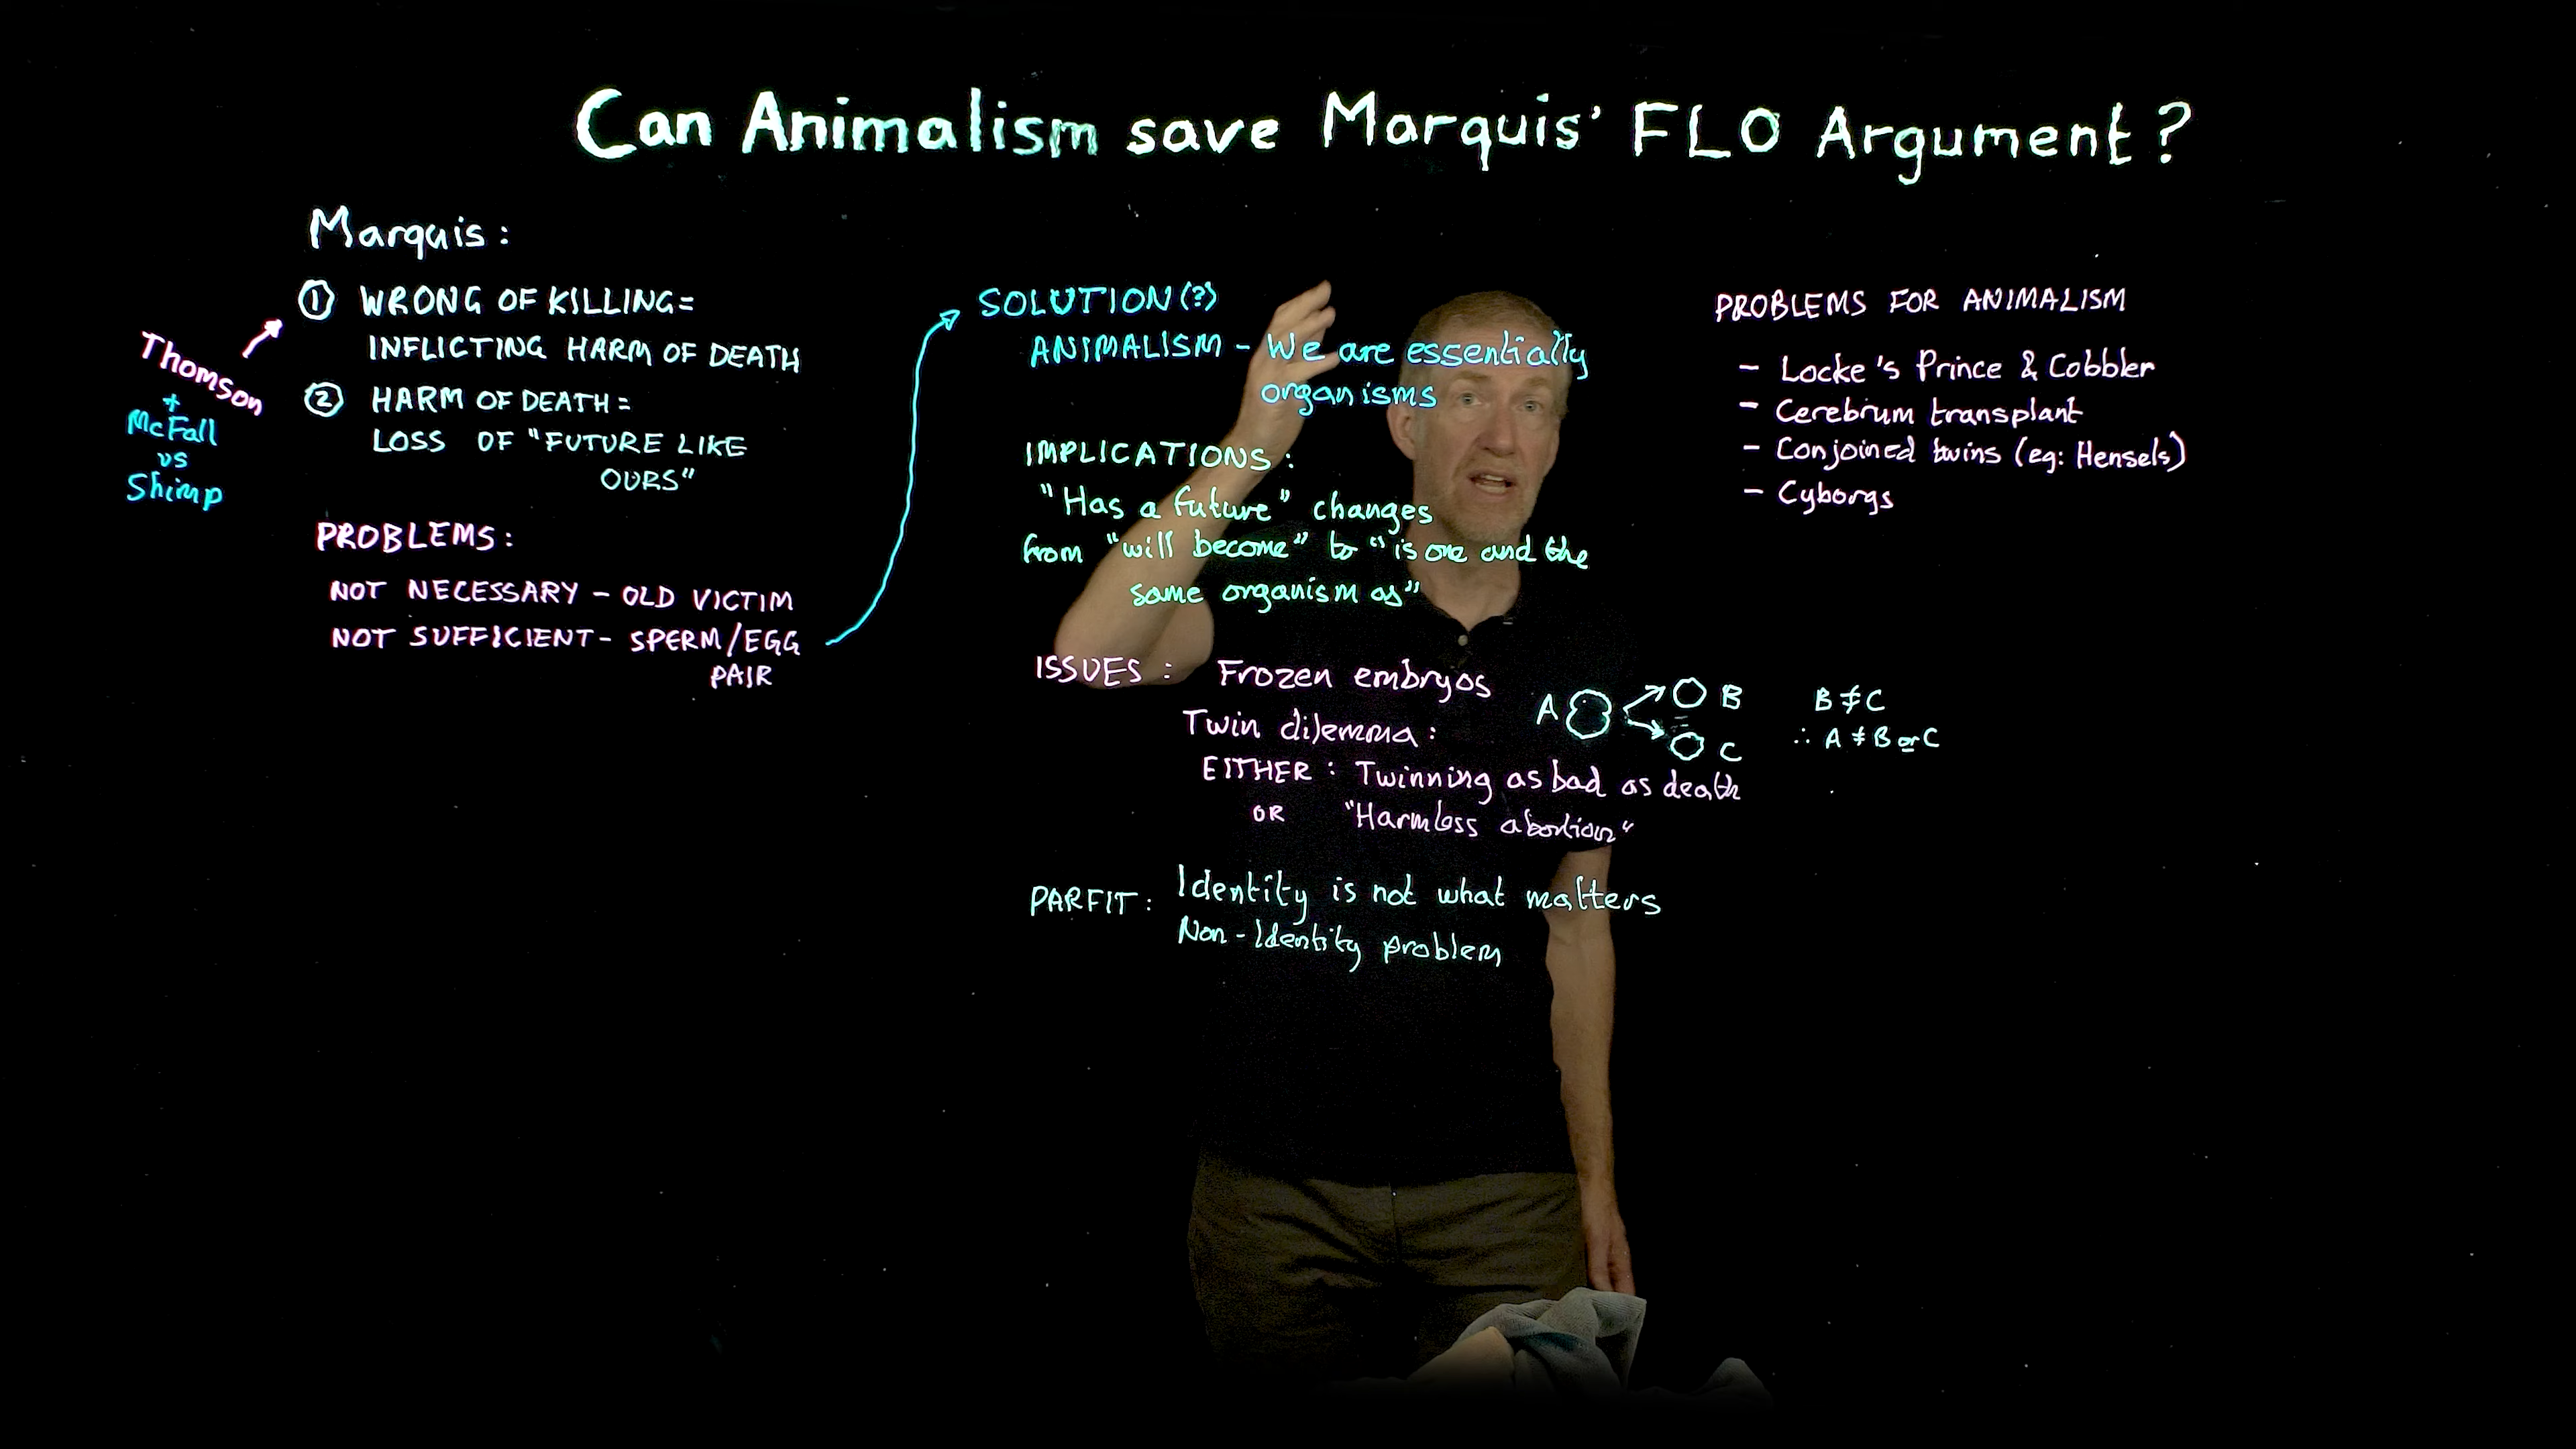 Can Animalism save Marquis' FLO Argument?
Marquis:
① WRONG OF KILLING =
INFLICTING HARM OF DEATH
② HARM OF DEATH =
LOSS OF "FUTURE LIKE
OURS"
Thomson
+
McFall
vs
Shimp
PROBLEMS:
NOT NECESSARY - OLD VICTIM
NOT SUFFICIENT - SPERM/EGG
PAIR
SOLUTION(?)
ANIMALISM - We are essentially
organisms
IMPLICATIONS:
"Has a future" changes
from "will become" to "is one and the
same organism as"
ISSUES: Frozen embryos
Twin dilemma:
EITHER: Twinning as bad as death
OR "Harmless abortion"
A B
C
B ≠ C
∴ A ≠ B or C
PARFIT: Identity is not what matters
Non-Identity problem
PROBLEMS FOR ANIMALISM
- Locke's Prince & Cobbler
- Cerebrum transplant
- Conjoined twins (eg: Hensels)
- Cyborgs